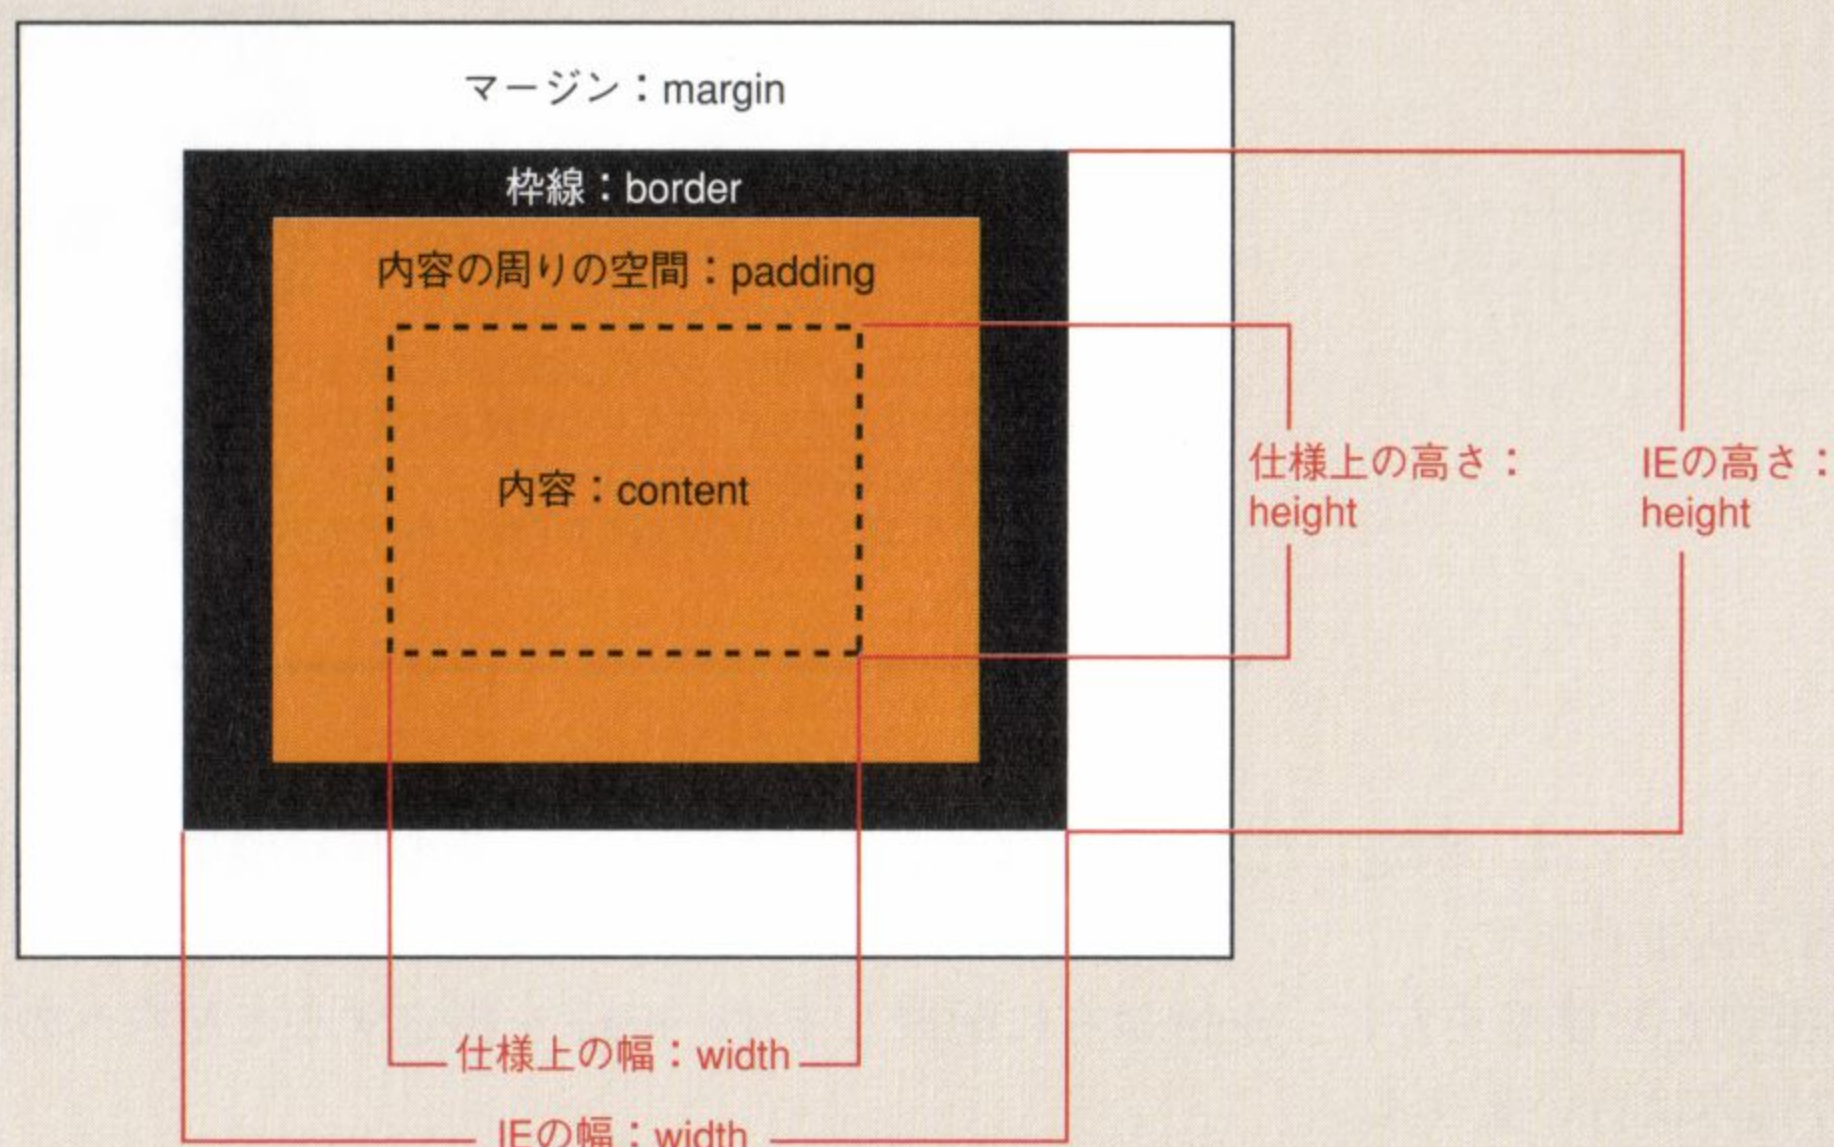 マージン：margin
枠線：border
内容の周りの空間：padding
内容：content
仕様上の高さ：
height
IEの高さ：
height
仕様上の幅：width
IEの幅：width